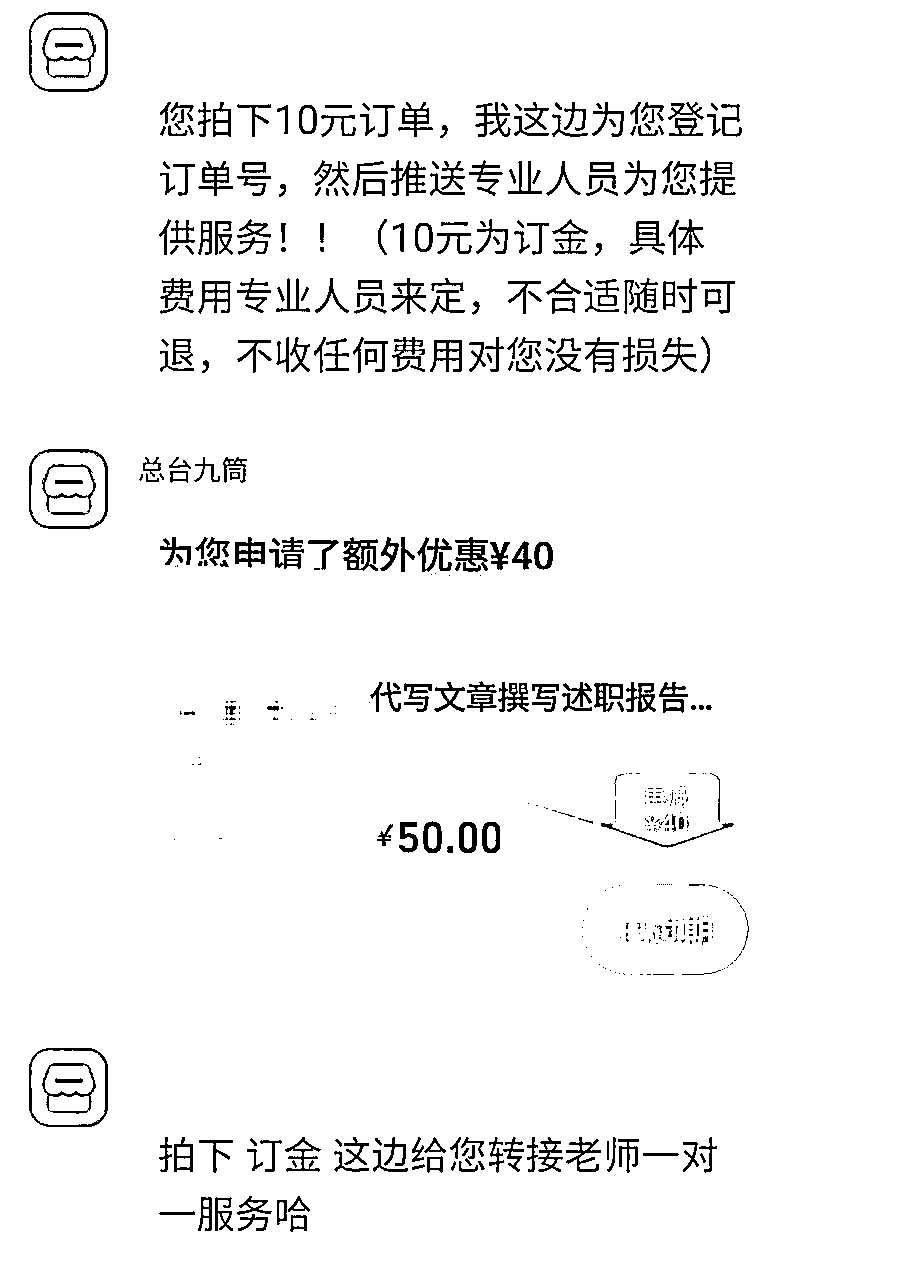 您拍下10元订单，我这边为您登记
订单号，然后推送专业人员为您提
供服务！！（10元为订金，具体
费用专业人员来定，不合适随时可
退，不收任何费用对您没有损失）
总台九筒
为您申请了额外优惠¥40
代写文章撰写述职报告...
¥50.00
拍下 订金 这边给您转接老师一对
一服务哈